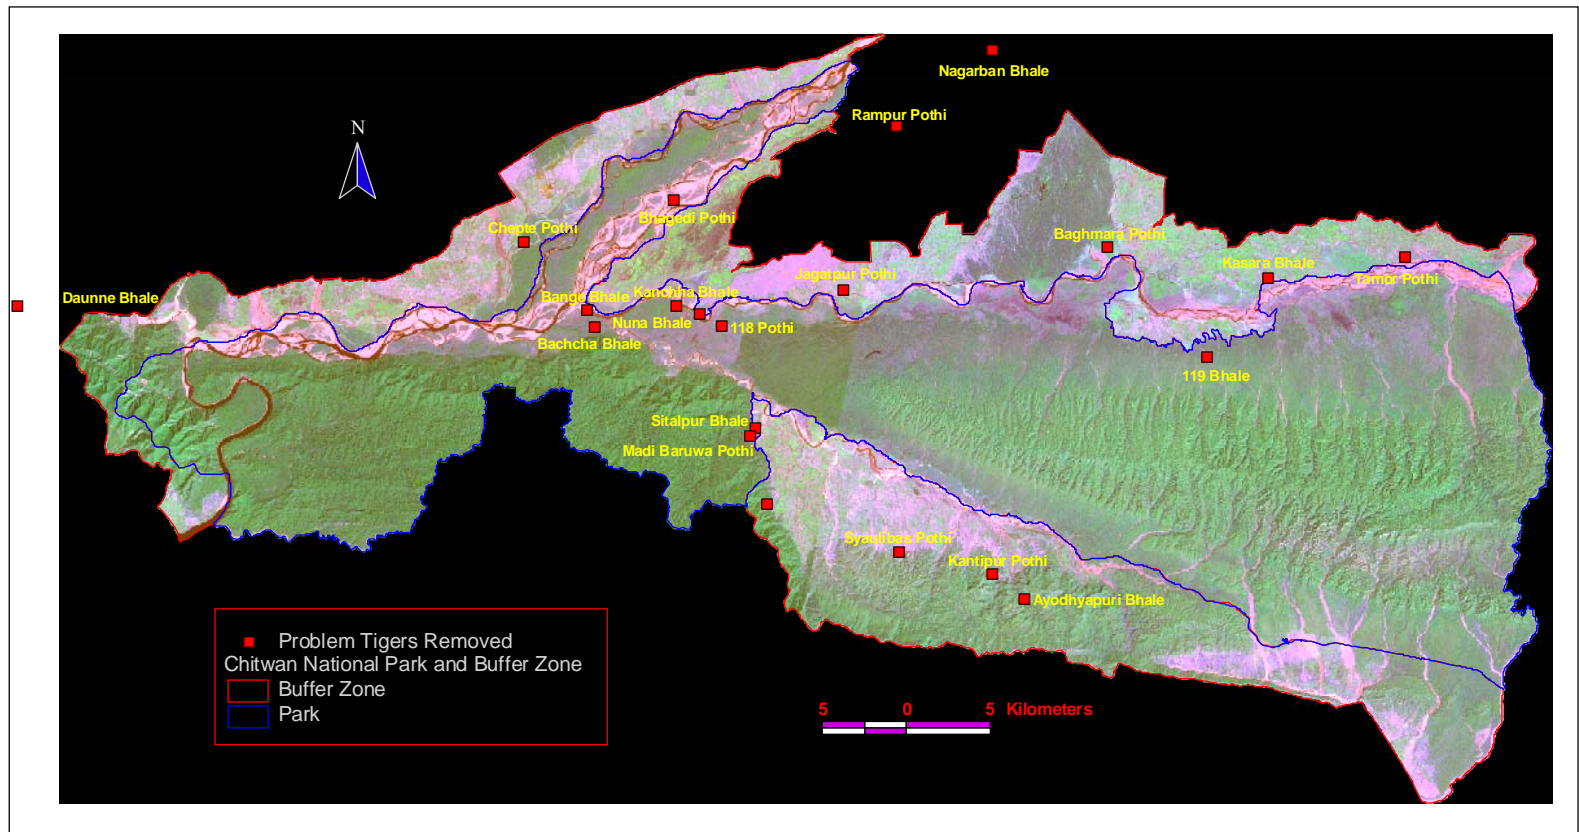 Nagarban Bhale
Rampur Pothi
N
Bhagedi Pothi
Chepte Pothi
Baghmara Pothi
Kasara Bhale
Jagatpur Pothi
Tamor Pothi
Daunne Bhale
Bange Bhale
Kanchha Bhale
Nuna Bhale
118 Pothi
Bachcha Bhale
119 Bhale
Sitalpur Bhale
Madi Baruwa Pothi
Syaulibas Pothi
Kantipur Pothi
Ayodhyapuri Bhale
Problem Tigers Removed
Chitwan National Park and Buffer Zone
Buffer Zone
Park
5 0 5 Kilometers